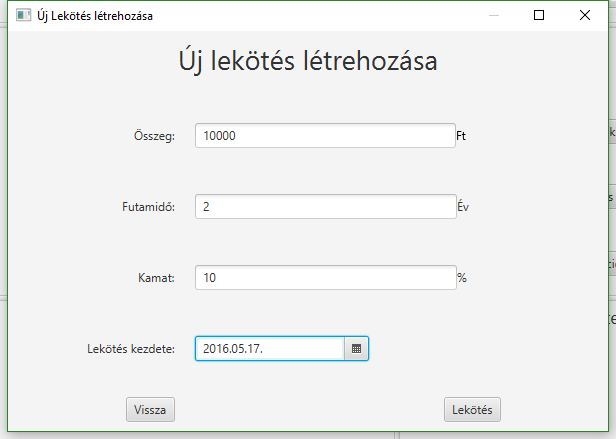 Új Lekötés létrehozása
Új lekötés létrehozása
Összeg: 10000 Ft
Futamidő: 2 Év
Kamat: 10 %
Lekötés kezdete: 2016.05.17.
Vissza Lekötés